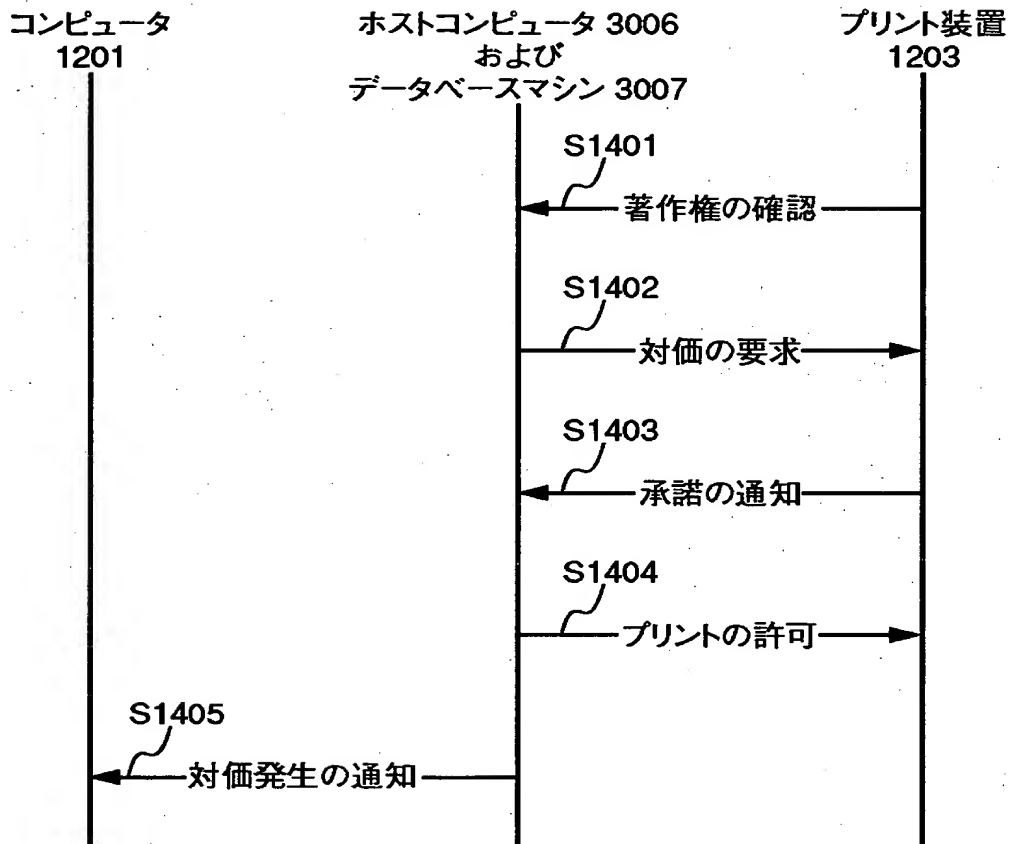 コンピュータ
1201
ホストコンピュータ 3006
および
データベースマシン 3007
プリント装置
1203
S1401
著作権の確認
S1402
対価の要求
S1403
承諾の通知
S1404
プリントの許可
S1405
対価発生の通知